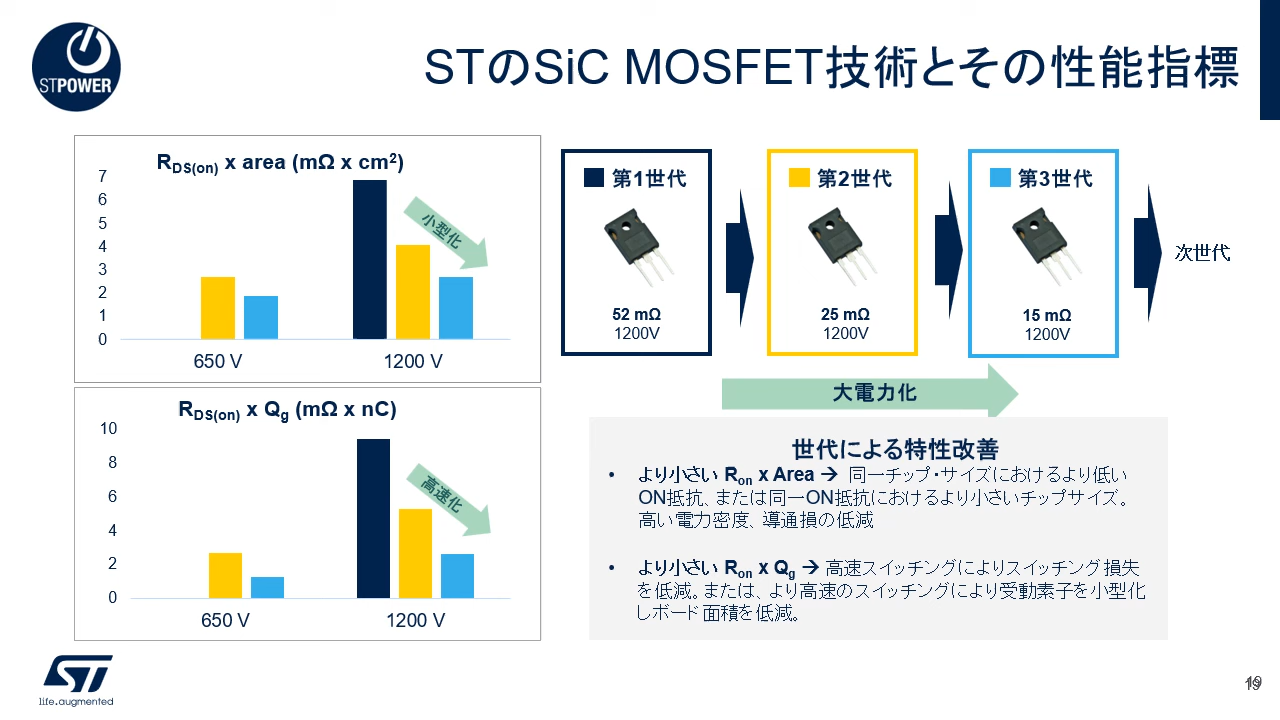 STPOWER
STのSiC MOSFET技術とその性能指標
RDS(on) x area (mΩ x cm2)
7
6
5
4
3
2
1
0
小型化
650 V
1200 V
RDS(on) x Qg (mΩ x nC)
10
8
6
4
2
0
高速化
650 V
1200 V
第1世代
52 mΩ
1200V
第2世代
25 mΩ
1200V
第3世代
15 mΩ
1200V
次世代
大電力化
世代による特性改善
• より小さい Ron x Area → 同一チップ・サイズにおけるより低い
ON抵抗、または同一ON抵抗におけるより小さいチップサイズ。
高い電力密度、導通損の低減
• より小さい Ron x Qg → 高速スイッチングによりスイッチング損失
を低減。または、より高速のスイッチングにより受動素子を小型化
しボード面積を低減。
ST
life.augmented
19